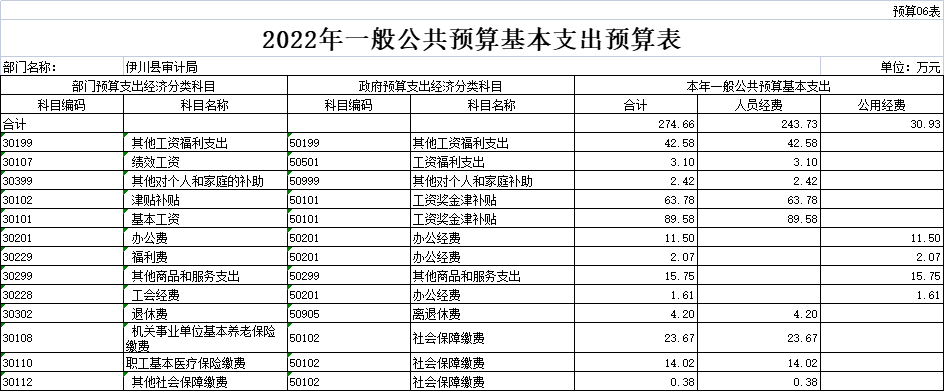 预算06表
2022年一般公共预算基本支出预算表
部门名称： 伊川县审计局 单位：万元
部门预算支出经济分类科目 政府预算支出经济分类科目 本年一般公共预算基本支出
科目编码 科目名称 科目编码 科目名称 合计 人员经费 公用经费
合计 274.66 243.73 30.93
30199 其他工资福利支出 50199 其他工资福利支出 42.58 42.58
30107 绩效工资 50501 工资福利支出 3.10 3.10
30399 其他对个人和家庭的补助 50999 其他对个人和家庭补助 2.42 2.42
30102 津贴补贴 50101 工资奖金津补贴 63.78 63.78
30101 基本工资 50101 工资奖金津补贴 89.58 89.58
30201 办公费 50201 办公经费 11.50 11.50
30229 福利费 50201 办公经费 2.07 2.07
30299 其他商品和服务支出 50299 其他商品和服务支出 15.75 15.75
30228 工会经费 50201 办公经费 1.61 1.61
30302 退休费 50905 离退休费 4.20 4.20
30108 机关事业单位基本养老保险
缴费 50102 社会保障缴费 23.67 23.67
30110 职工基本医疗保险缴费 50102 社会保障缴费 14.02 14.02
30112 其他社会保障缴费 50102 社会保障缴费 0.38 0.38